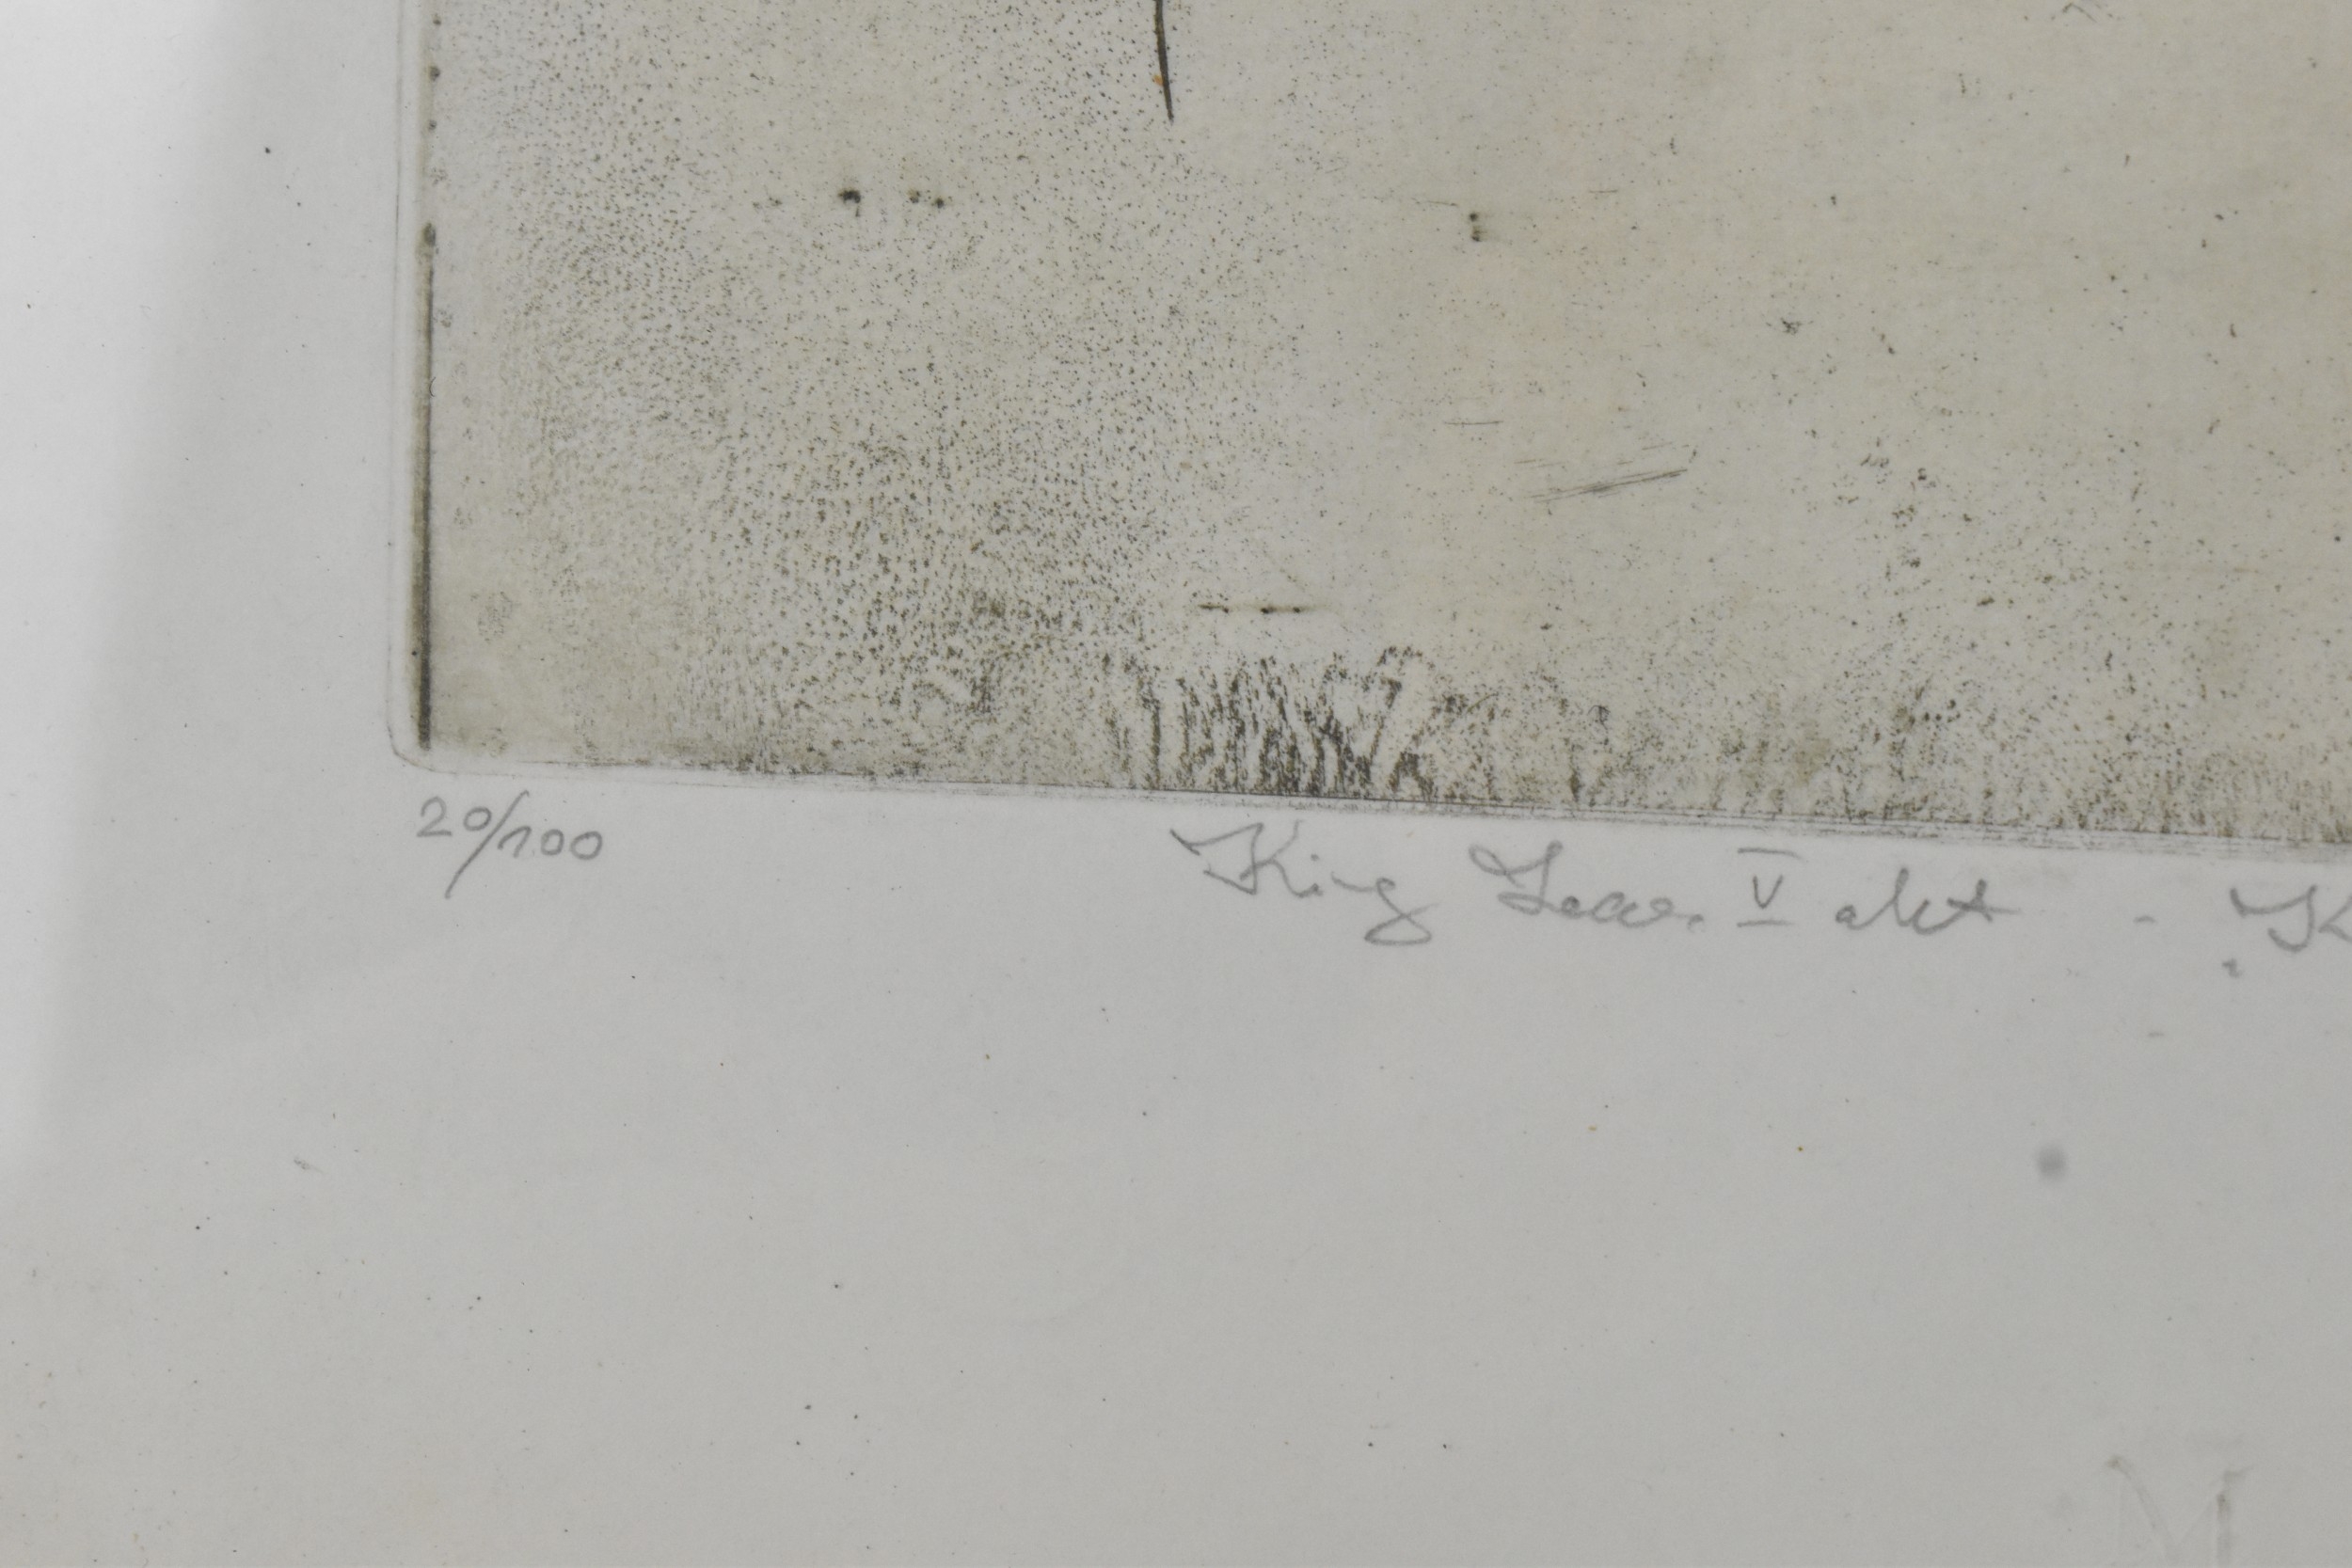 20/100 King Lear. V akt - K
M